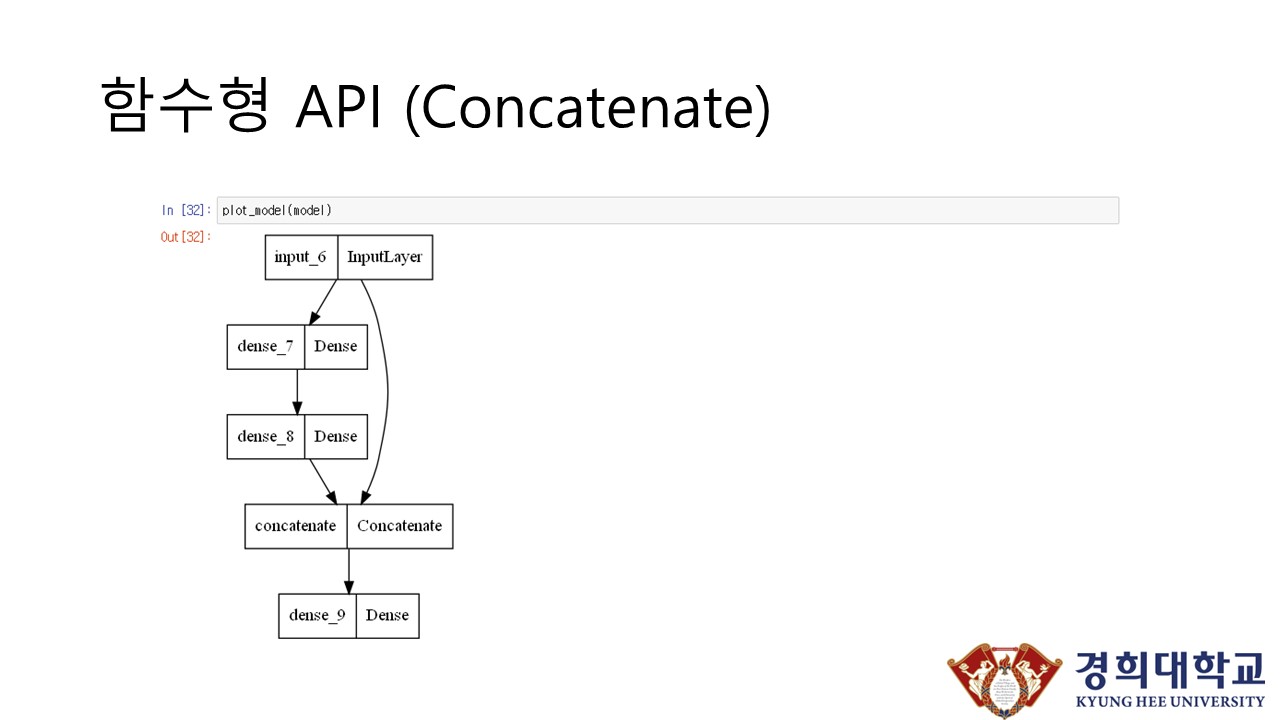 함수형 API (Concatenate)
In [32]: plot_model(model)
Out[32]:
input_6 InputLayer
dense_7 Dense
dense_8 Dense
concatenate Concatenate
dense_9 Dense
경희대학교
KYUNG HEE UNIVERSITY